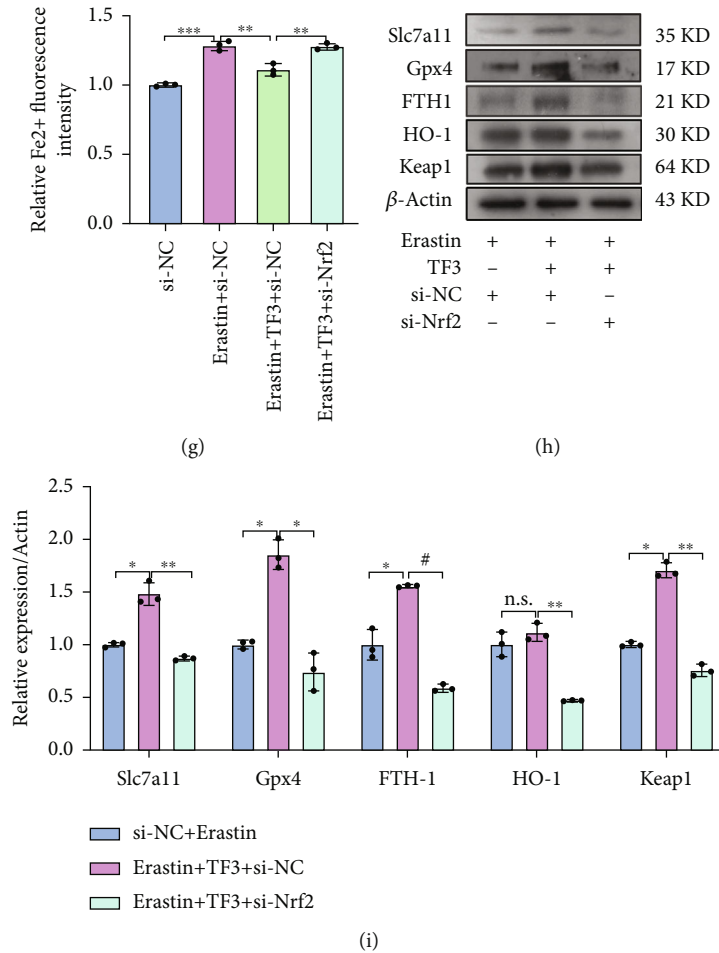 Relative Fe2+ fluorescence
intensity
1.5
1.0
0.5
0.0
*** ** **
si-NC
Erastin+si-NC
Erastin+TF3+si-NC
Erastin+TF3+si-Nrf2
(g)
Slc7a11 35 KD
Gpx4 17 KD
FTH1 21 KD
HO-1 30 KD
Keap1 64 KD
β-Actin 43 KD
Erastin + + +
TF3 – + +
si-NC + + –
si-Nrf2 – – +
(h)
Relative expression/Actin
2.5
2.0
1.5
1.0
0.5
0.0
* **
* *
* #
n.s. **
* **
Slc7a11 Gpx4 FTH-1 HO-1 Keap1
si-NC+Erastin
Erastin+TF3+si-NC
Erastin+TF3+si-Nrf2
(i)